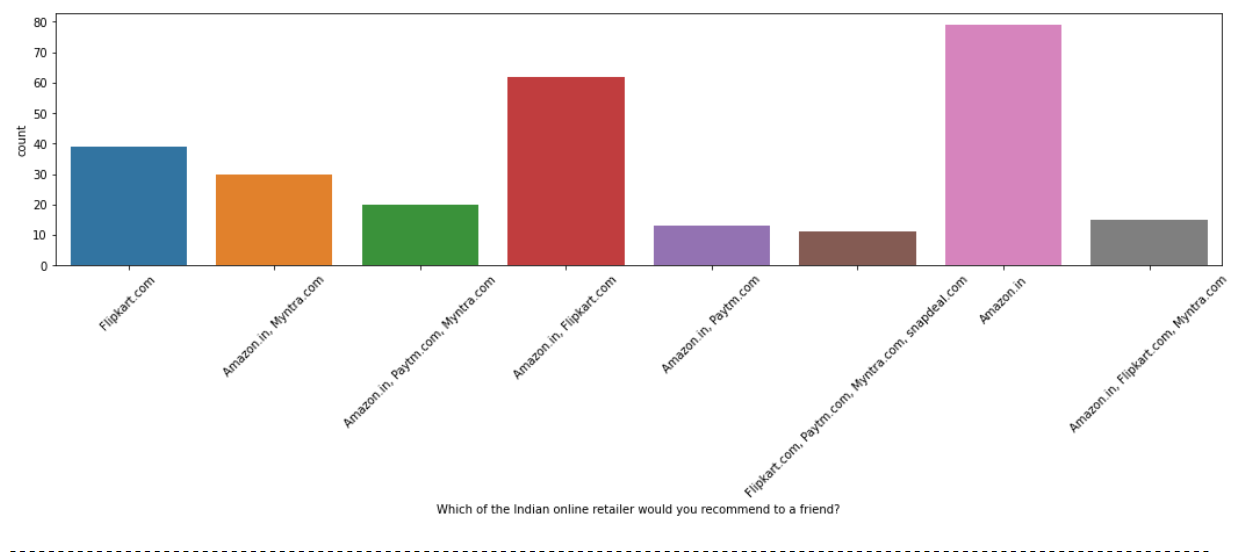 80
70
60
50
40
30
20
10
0
count
Flipkart.com
Amazon.in, Myntra.com
Amazon.in, Paytm.com, Myntra.com
Amazon.in, Flipkart.com
Amazon.in, Paytm.com
Flipkart.com, Paytm.com, Myntra.com, snapdeal.com
Amazon.in
Amazon.in, Flipkart.com, Myntra.com
Which of the Indian online retailer would you recommend to a friend?